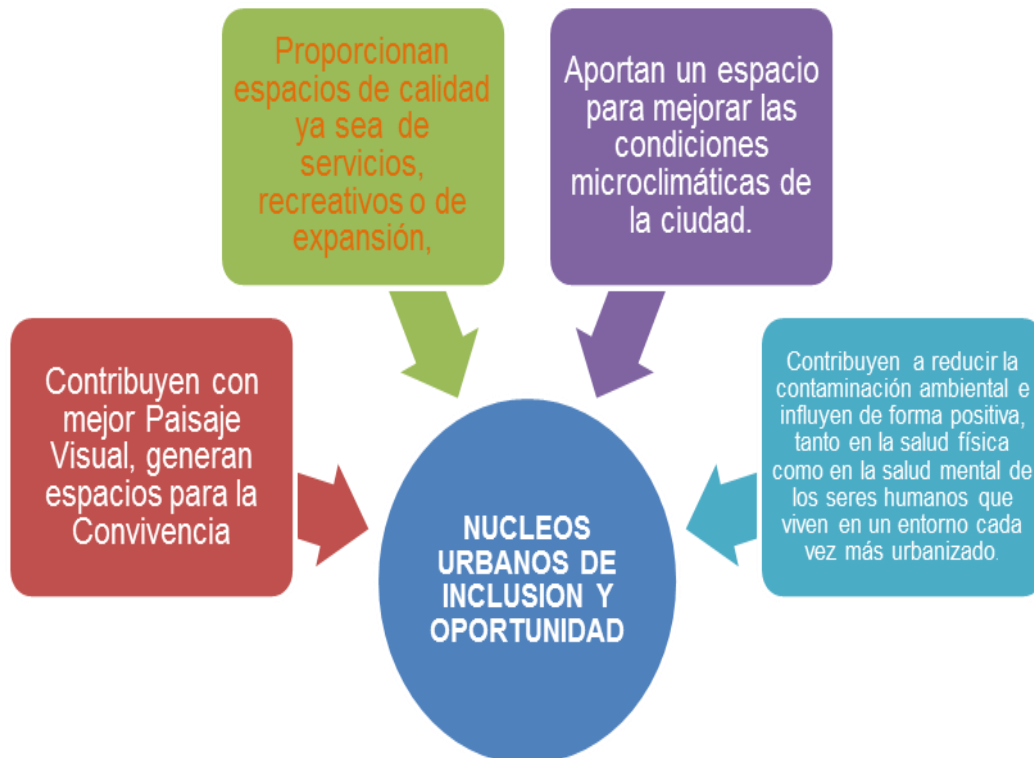 Proporcionan
espacios de calidad
ya sea de
servicios,
recreativos o de
expansión,
Aportan un espacio
para mejorar las
condiciones
microclimáticas de
la ciudad.
Contribuyen con
mejor Paisaje
Visual, generan
espacios para la
Convivencia
Contribuyen a reducir la
contaminación ambiental e
influyen de forma positiva,
tanto en la salud física
como en la salud mental de
los seres humanos que
viven en un entorno cada
vez más urbanizado.
NUCLEOS
URBANOS DE
INCLUSION Y
OPORTUNIDAD